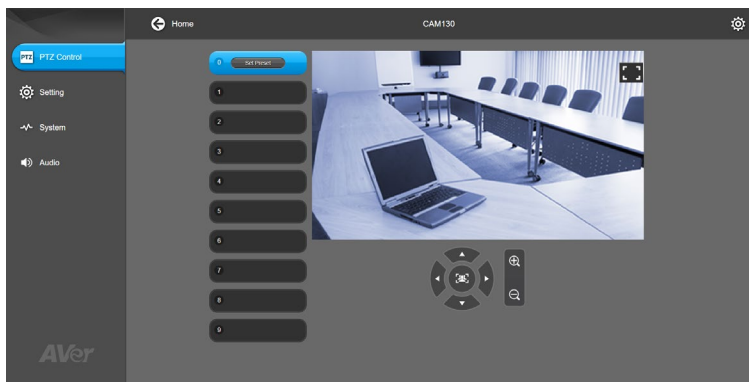 Home
CAM130
PTZ PTZ Control
Setting
System
Audio
0 Set Preset
1
2
3
4
5
6
7
8
9
AVer